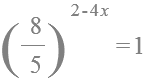 (8/5)^{2-4x} = 1